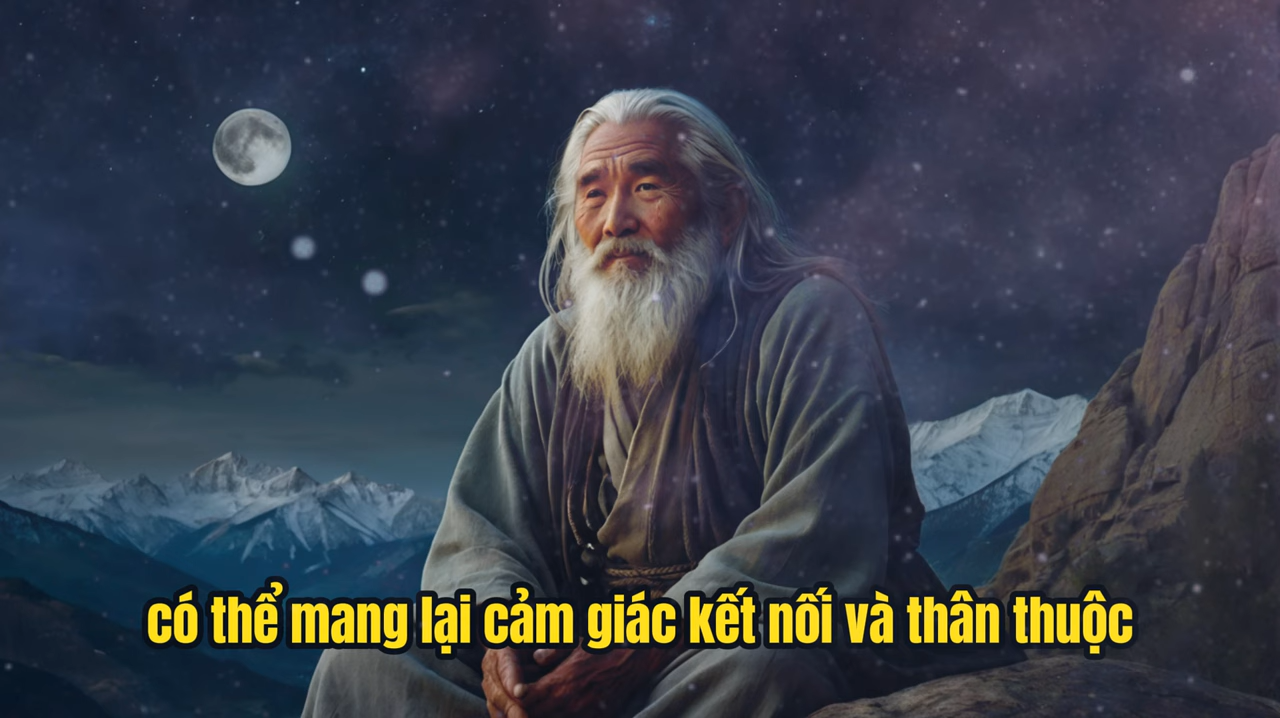 có thể mang lại cảm giác kết nối và thân thuộc